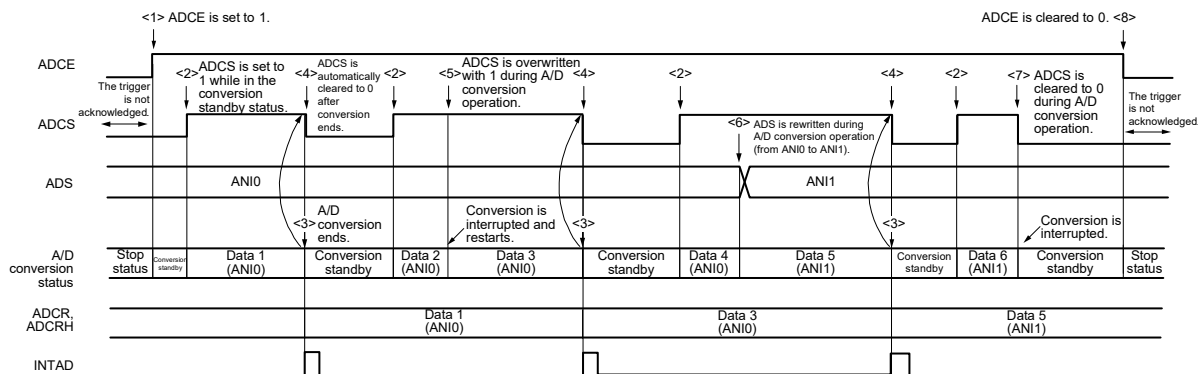 <1> ADCE is set to 1.
ADCE is cleared to 0. <8>
ADCE
<2>
ADCS is set to
1 while in the
conversion
standby status.
<4>
ADCS is
automatically
cleared to 0
after
conversion
ends.
<2>
<5>
ADCS is overwritten
with 1 during A/D
conversion
operation.
<4>
<2>
<4>
<2>
<7>
ADCS is
cleared to 0
during A/D
conversion
operation.
The trigger
is not
acknowledged.
The trigger
is not
acknowledged.
ADCS
<6>
ADS is rewritten during
A/D conversion operation
(from ANI0 to ANI1).
ADS
ANI0
ANI1
<3>
A/D
conversion
ends.
Conversion is
interrupted and
restarts.
<3>
<3>
Conversion is
interrupted.
A/D
conversion
status
Stop
status
Conversion
standby
Data 1
(ANI0)
Conversion
standby
Data 2
(ANI0)
Data 3
(ANI0)
Conversion
standby
Data 4
(ANI0)
Data 5
(ANI1)
Conversion
standby
Data 6
(ANI1)
Conversion
standby
Stop
status
ADCR,
ADCRH
Data 1
(ANI0)
Data 3
(ANI0)
Data 5
(ANI1)
INTAD